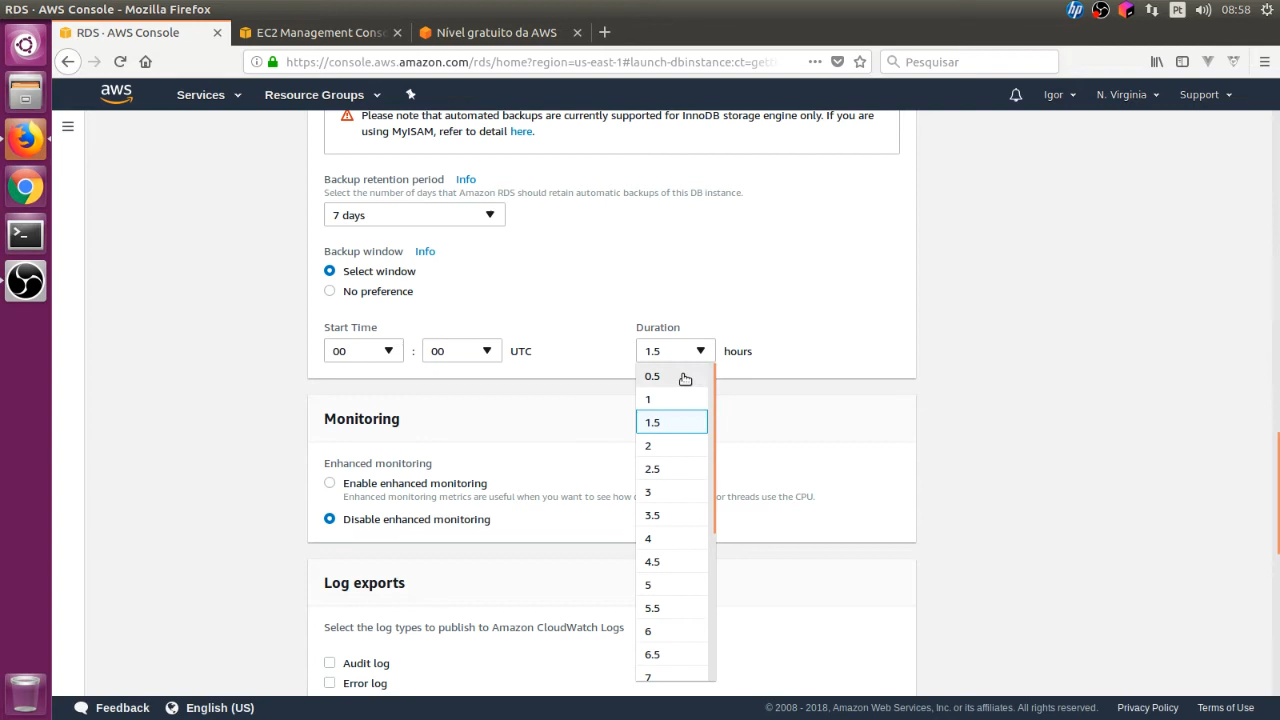 RDS · AWS Console - Mozilla Firefox
Pt
08:58
RDS · AWS Console
EC2 Management Cons
Nível gratuito da AWS
https://console.aws.amazon.com/rds/home?region=us-east-1#launch-dbinstance:ct=get
Pesquisar
aws
Services
Resource Groups
Igor
N. Virginia
Support
Please note that automated backups are currently supported for InnoDB storage engine only. If you are
using MyISAM, refer to detail here.
Backup retention period Info
Select the number of days that Amazon RDS should retain automatic backups of this DB instance.
7 days
Backup window Info
Select window
No preference
Start Time
Duration
00 : 00 UTC
1.5 hours
0.5
1
1.5
2
2.5
3
3.5
4
4.5
5
5.5
6
6.5
7
Monitoring
Enhanced monitoring
Enable enhanced monitoring
Enhanced monitoring metrics are useful when you want to see how or threads use the CPU.
Disable enhanced monitoring
Log exports
Select the log types to publish to Amazon CloudWatch Logs
Audit log
Error log
Feedback
English (US)
© 2008 - 2018, Amazon Web Services, Inc. or its affiliates. All rights reserved.
Privacy Policy
Terms of Use